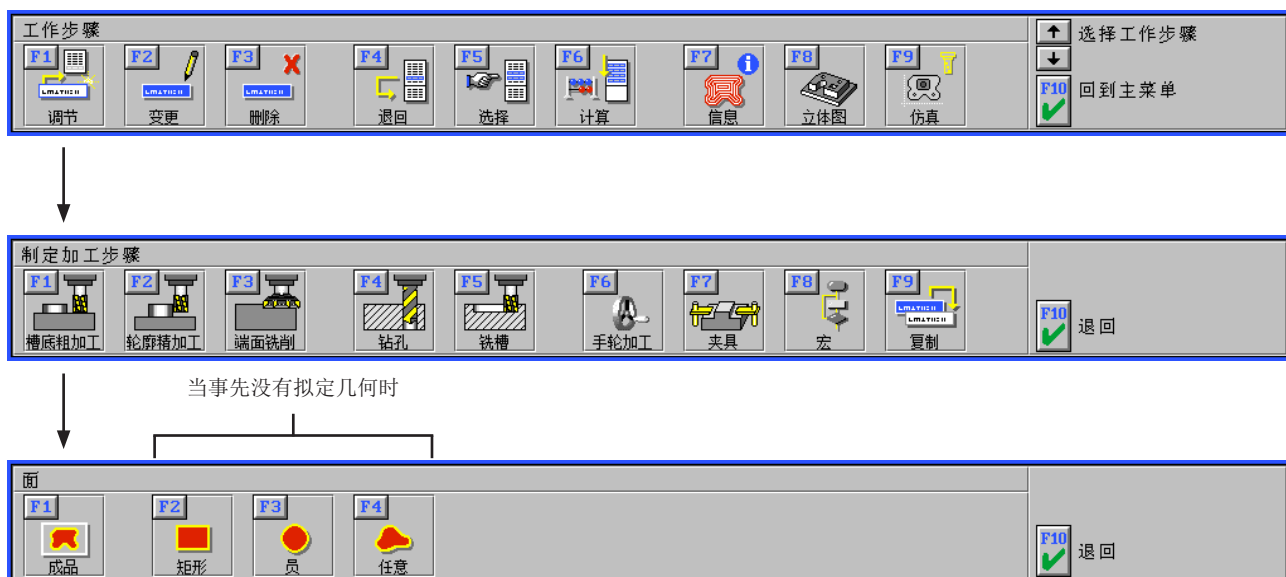 工作步骤
F1 F2 F3 F4 F5 F6 F7 F8 F9
调节 变更 删除 退回 选择 计算 信息 立体图 仿真
选择工作步骤
F10 回到主菜单
制定加工步骤
F1 F2 F3 F4 F5 F6 F7 F8 F9
槽底粗加工 轮廓精加工 端面铣削 钻孔 铣槽 手轮加工 夹具 宏 复制
F10 退回
当事先没有拟定几何时
面
F1 F2 F3 F4
成品 矩形 员 任意
F10 退回